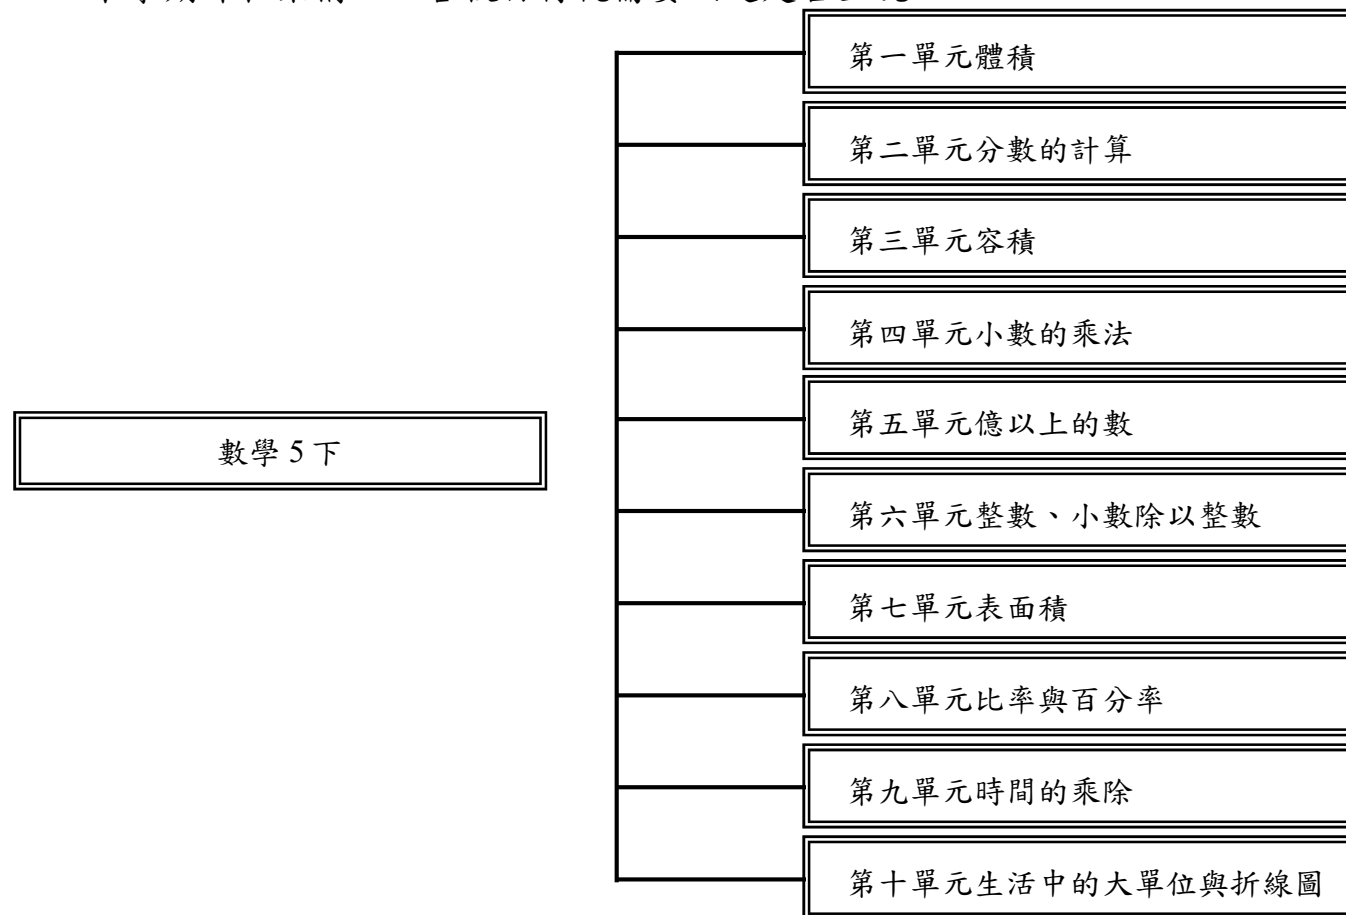 數學 5 下
第一單元體積
第二單元分數的計算
第三單元容積
第四單元小數的乘法
第五單元億以上的數
第六單元整數、小數除以整數
第七單元表面積
第八單元比率與百分率
第九單元時間的乘除
第十單元生活中的大單位與折線圖